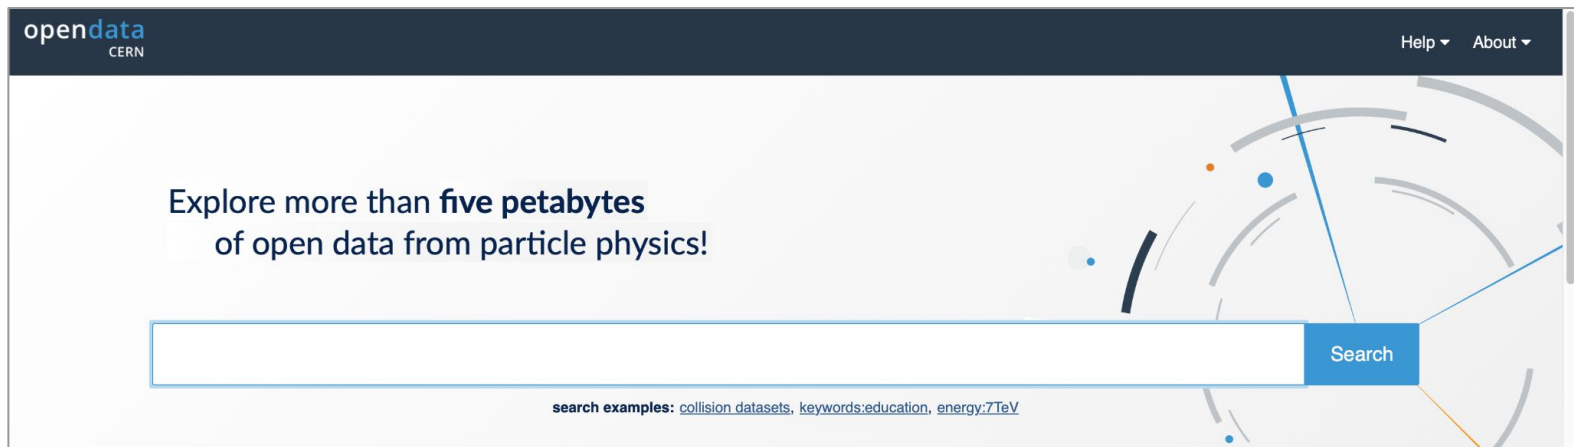 opendata
CERN
Help About
Explore more than five petabytes
of open data from particle physics!
Search
search examples: collision datasets, keywords:education, energy:7TeV